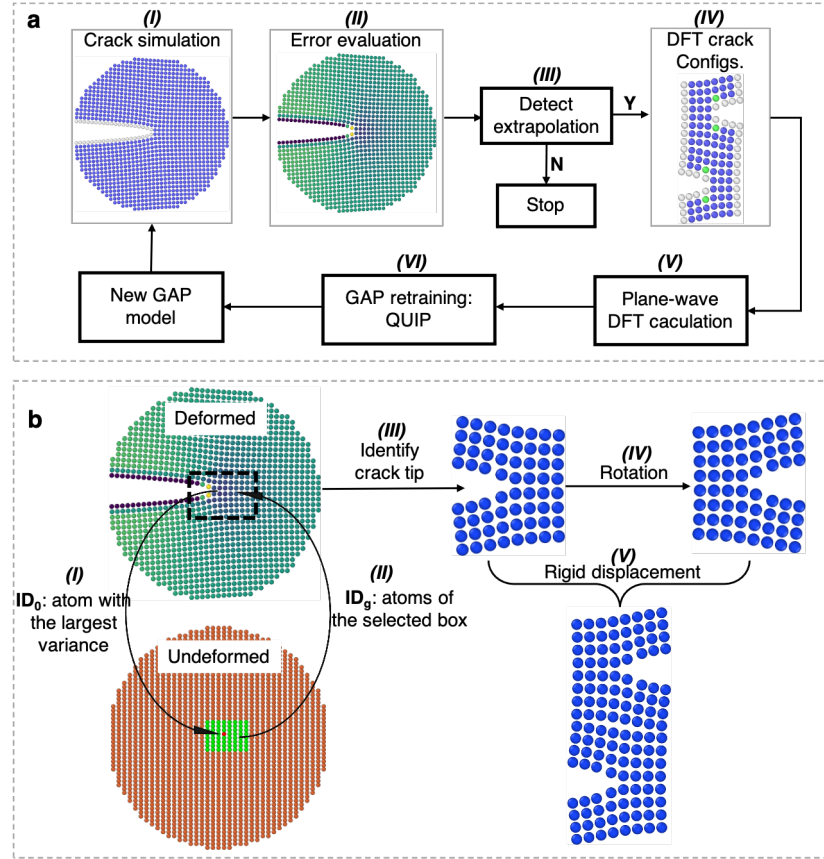 a
(I)
Crack simulation
(II)
Error evaluation
(III)
Detect
extrapolation
Y
N
Stop
(IV)
DFT crack
Configs.
(V)
Plane-wave
DFT caculation
(VI)
GAP retraining:
QUIP
New GAP
model
b
Deformed
(I)
ID₀: atom with
the largest
variance
(II)
IDg: atoms of
the selected box
Undeformed
(III)
Identify
crack tip
(IV)
Rotation
(V)
Rigid displacement